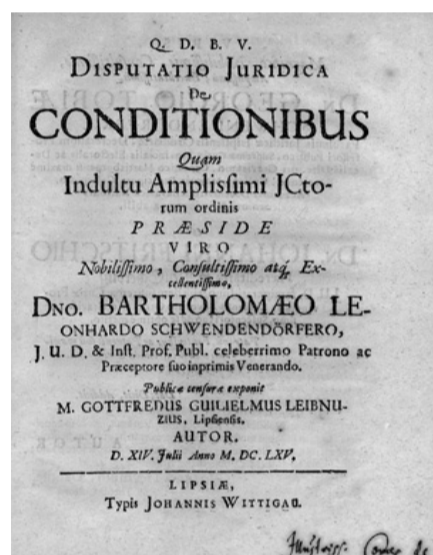 Q. D. B. V.
DISPUTATIO JURIDICA
De
CONDITIONIBUS
Quam
Indultu Amplissimi JCto-
rum ordinis
PRÆSIDE
VIRO
Nobilissimo, Consultissimo atq́; Ex-
cellentissimo,
DNO. BARTHOLOMÆO LE-
ONHARDO SCHWENDENDÖRFERO,
J. U. D. & Inst. Prof. Publ. celeberrimo Patrono ac
Præceptore suo inprimis Venerando.
Publicæ censuræ exponit
M. GOTTFREDUS GUILIELMUS LEIBNU-
ZIUS, Lipsiensis,
AUTOR.
D. XIV. Julii Anno M. DC. LXV.
LIPSIÆ,
Typis JOHANNIS WITTIGAU.